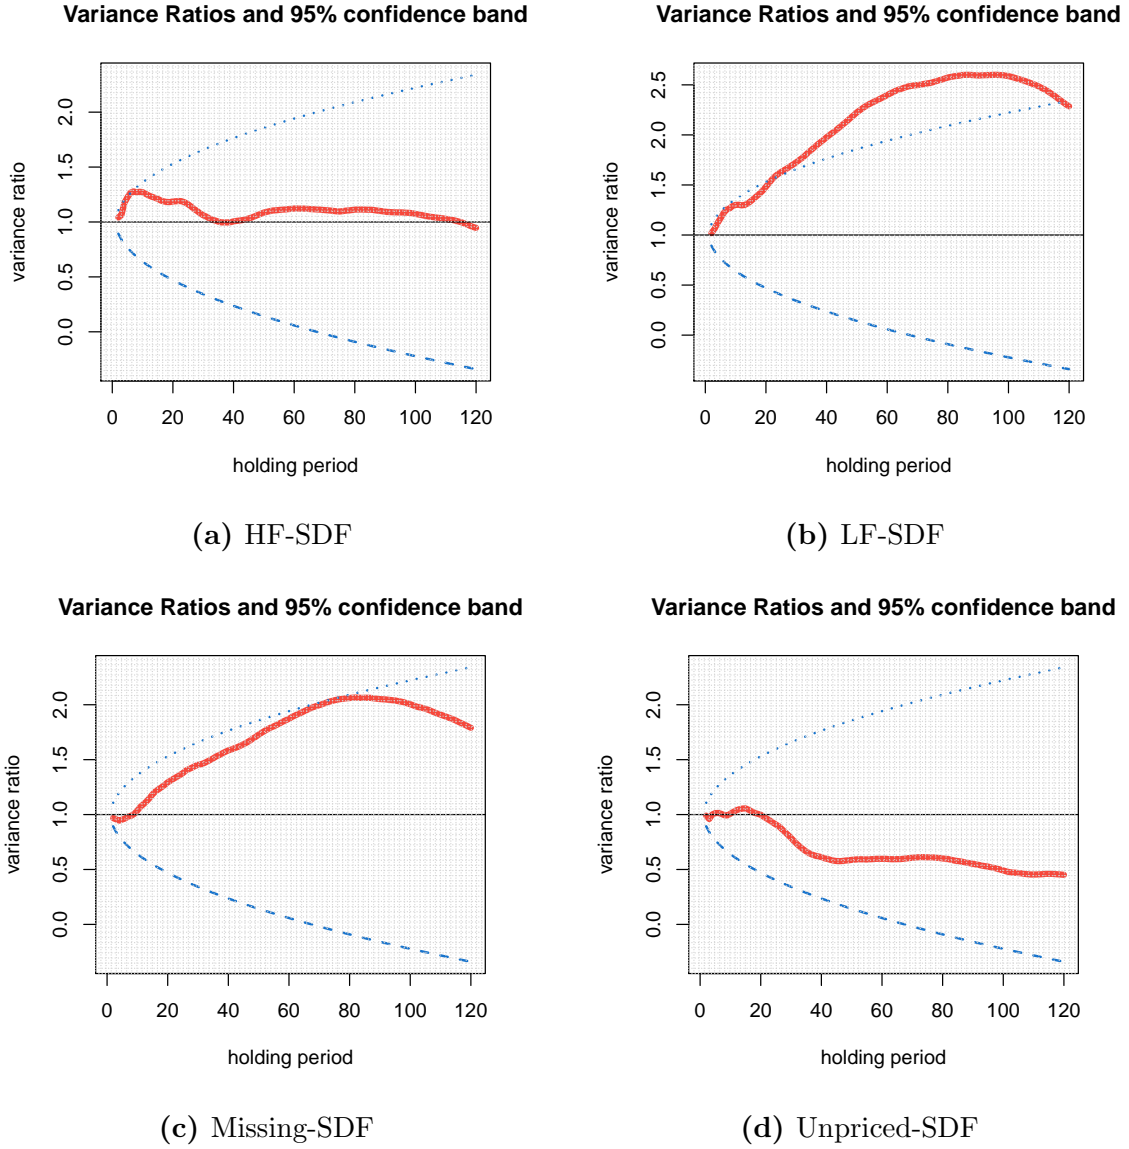 Variance Ratios and 95% confidence band
variance ratio
2.0
1.5
1.0
0.5
0.0
0 20 40 60 80 100 120
holding period
(a) HF-SDF
Variance Ratios and 95% confidence band
variance ratio
2.5
2.0
1.5
1.0
0.5
0.0
0 20 40 60 80 100 120
holding period
(b) LF-SDF
Variance Ratios and 95% confidence band
variance ratio
2.0
1.5
1.0
0.5
0.0
0 20 40 60 80 100 120
holding period
(c) Missing-SDF
Variance Ratios and 95% confidence band
variance ratio
2.0
1.5
1.0
0.5
0.0
0 20 40 60 80 100 120
holding period
(d) Unpriced-SDF